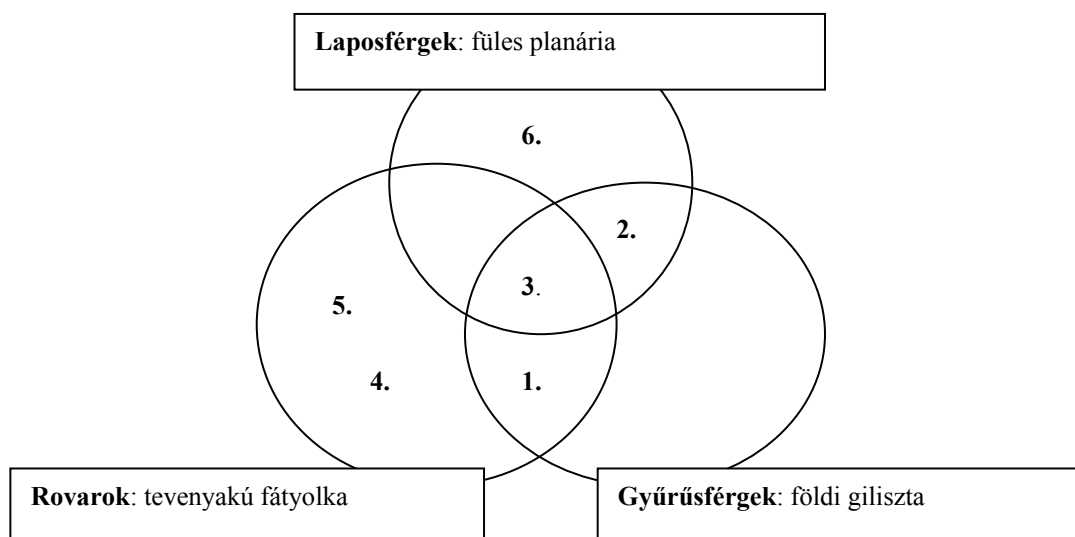 Laposférgek: füles planária
6.
2.
3.
5.
4.
1.
Rovarok: tevenyakú fátyolka
Gyűrűsférgek: földi giliszta